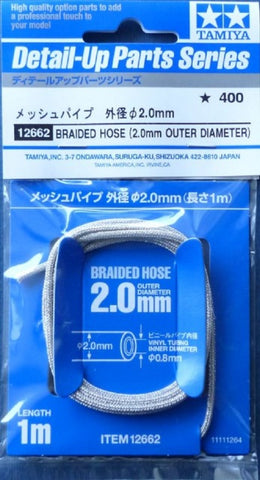 High quality option parts to add
a professional touch to
your model!
TAMIYA
Detail-Up Parts Series
ディテールアップパーツシリーズ
★ 400
メッシュパイプ 外径φ2.0mm
12662 BRAIDED HOSE (2.0mm OUTER DIAMETER)
TAMIYA, INC. 3-7 ONDAWARA, SURUGA-KU, SHIZUOKA 422-8610 JAPAN
TAMIYA AMERICA, INC. IRVINE, CA.
メッシュパイプ 外径φ2.0mm(長さ1m)
BRAIDED HOSE
2.0mm OUTER DIAMETER
ビニールパイプ内径
VINYL TUBING
INNER DIAMETER
φ2.0mm
φ0.8mm
LENGTH
1m
ITEM 12662
11111264